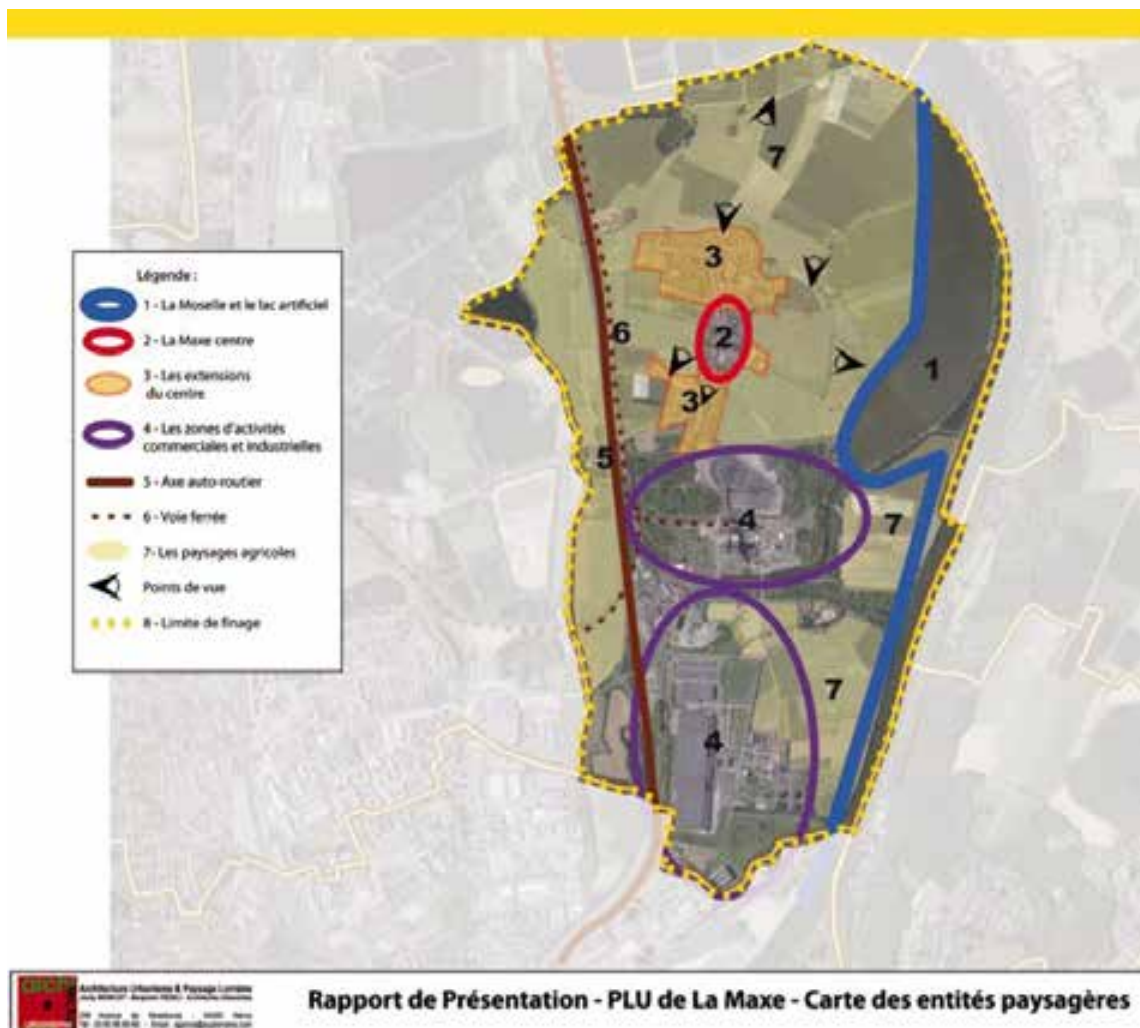 7
3
3
2
6
1
3
5
4
7
7
4
Légende :
1 - La Moselle et le lac artificiel
2 - La Maxe centre
3 - Les extensions
du centre
4 - Les zones d'activités
commerciales et industrielles
5 - Axe auto-routier
6 - Voie ferrée
7- Les paysages agricoles
Points de vue
8 - Limite de finage
Architecture Urbanisme & Paysage Lorraine
Rapport de Présentation - PLU de La Maxe - Carte des entités paysagères